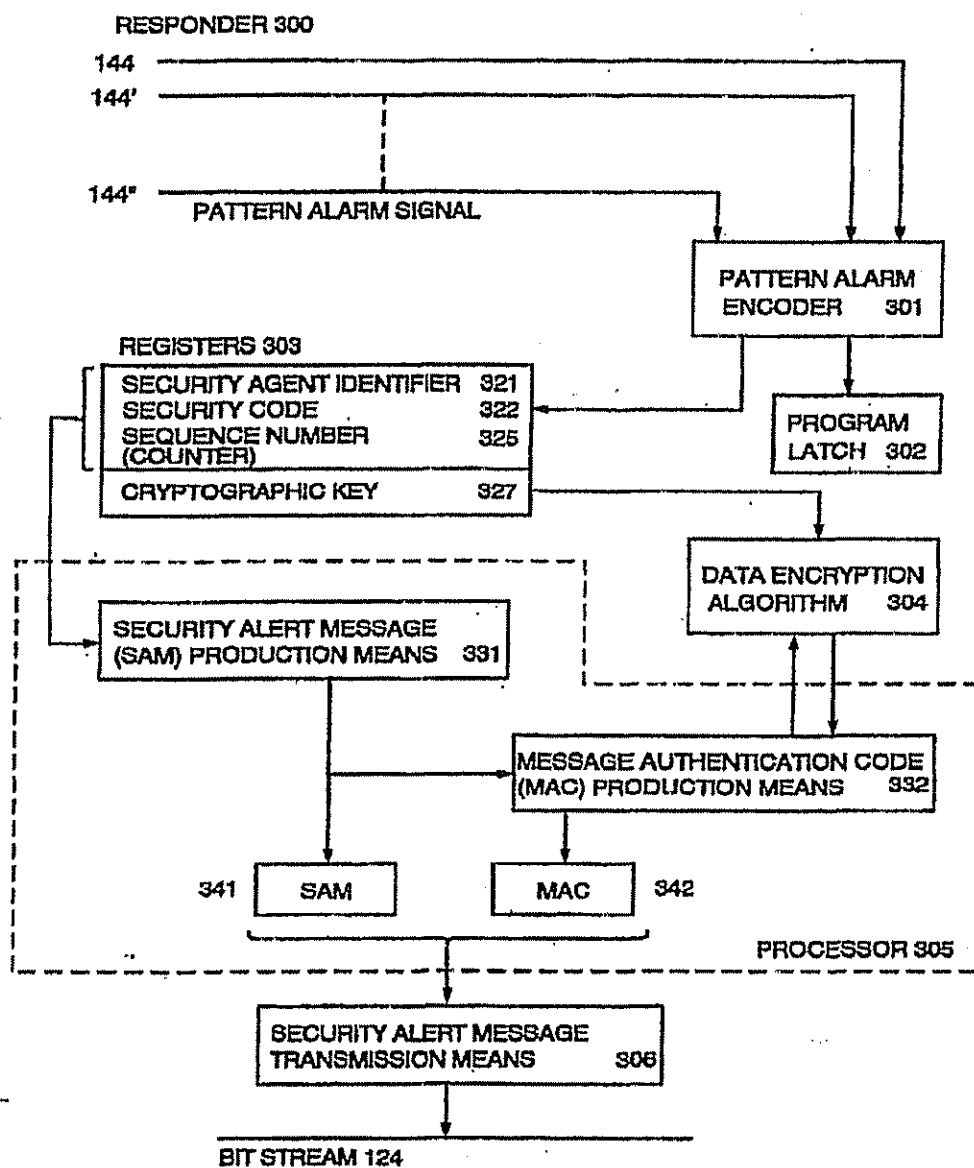 RESPONDER 300
144
144'
144"
PATTERN ALARM SIGNAL
PATTERN ALARM
ENCODER 301
REGISTERS 303
SECURITY AGENT IDENTIFIER 321
SECURITY CODE 322
SEQUENCE NUMBER 325
(COUNTER)
CRYPTOGRAPHIC KEY 327
PROGRAM
LATCH 302
DATA ENCRYPTION
ALGORITHM 304
SECURITY ALERT MESSAGE
(SAM) PRODUCTION MEANS 331
MESSAGE AUTHENTICATION CODE
(MAC) PRODUCTION MEANS 332
341 SAM
MAC 342
PROCESSOR 305
SECURITY ALERT MESSAGE
TRANSMISSION MEANS 306
BIT STREAM 124